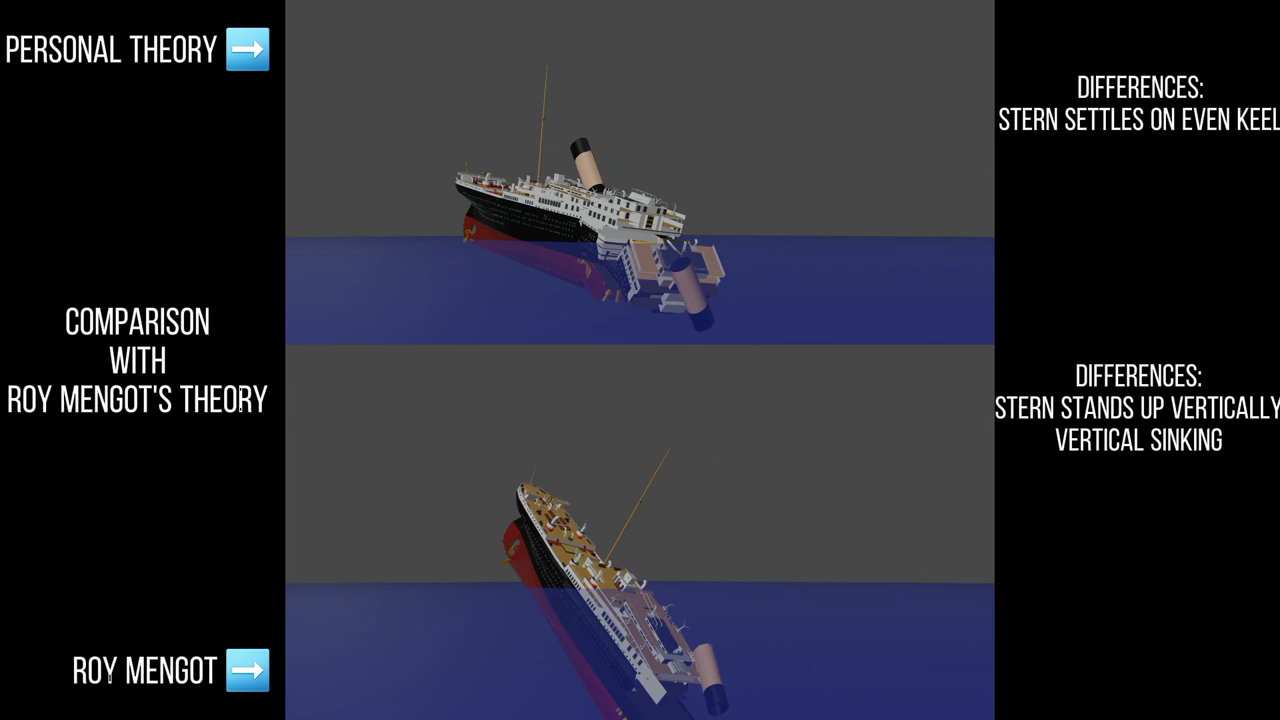 PERSONAL THEORY ➡️
COMPARISON
WITH
ROY MENGOT'S THEORY
ROY MENGOT ➡️
DIFFERENCES:
STERN SETTLES ON EVEN KEEL
DIFFERENCES:
STERN STANDS UP VERTICALLY
VERTICAL SINKING